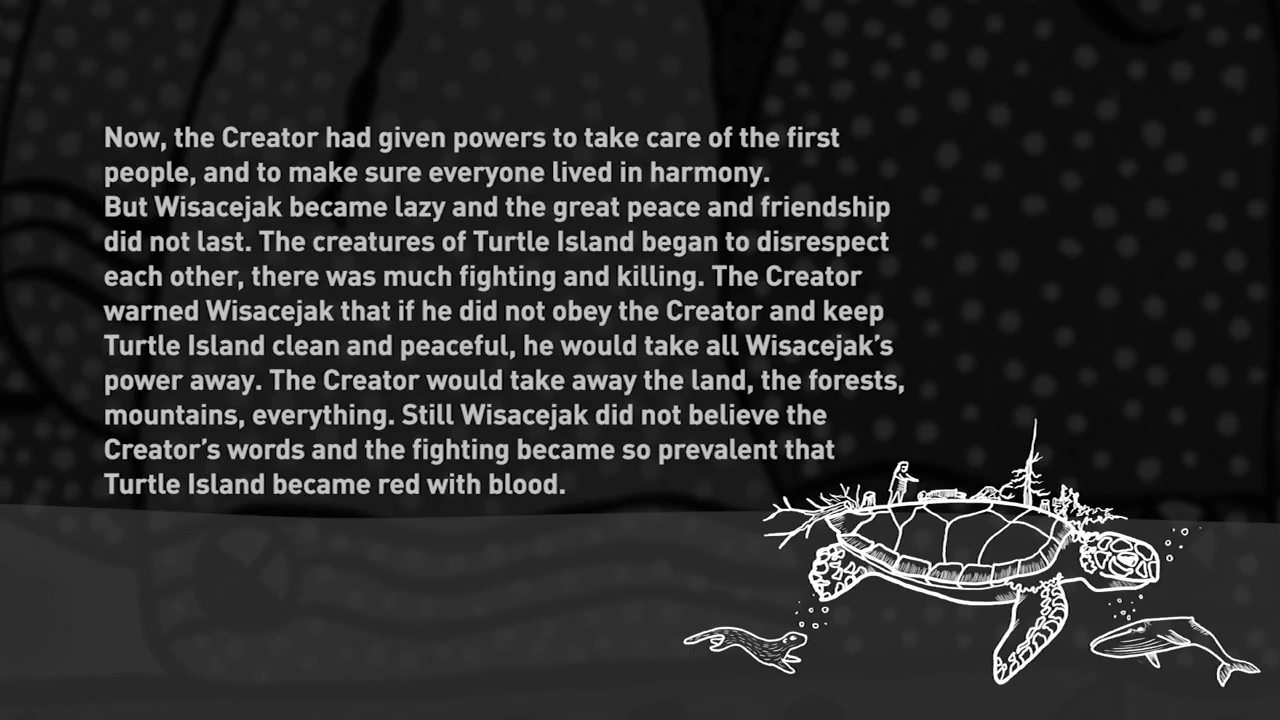 Now, the Creator had given powers to take care of the first
people, and to make sure everyone lived in harmony.
But Wisacejak became lazy and the great peace and friendship
did not last. The creatures of Turtle Island began to disrespect
each other, there was much fighting and killing. The Creator
warned Wisacejak that if he did not obey the Creator and keep
Turtle Island clean and peaceful, he would take all Wisacejak’s
power away. The Creator would take away the land, the forests,
mountains, everything. Still Wisacejak did not believe the
Creator’s words and the fighting became so prevalent that
Turtle Island became red with blood.